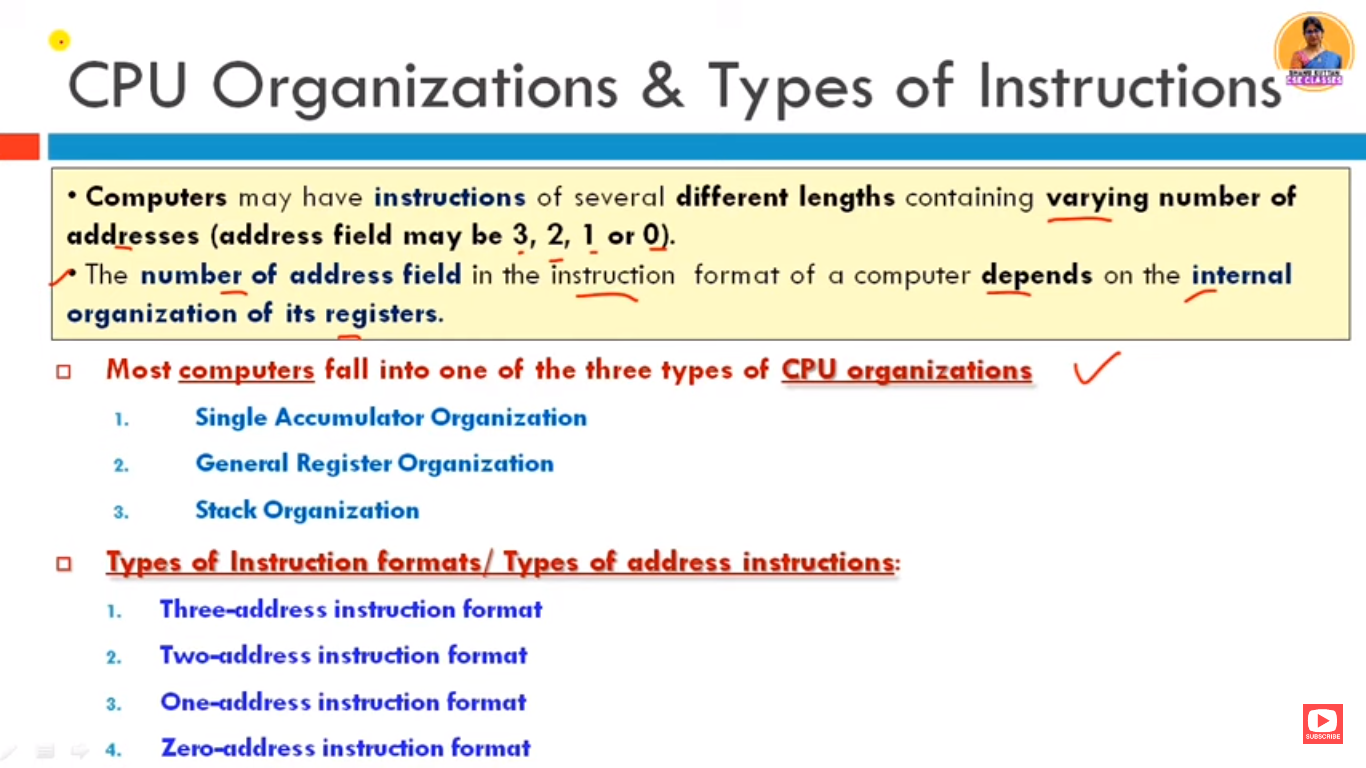 CPU Organizations & Types of Instructions
• Computers may have instructions of several different lengths containing varying number of
addresses (address field may be 3, 2, 1 or 0).
• The number of address field in the instruction format of a computer depends on the internal
organization of its registers.
Most computers fall into one of the three types of CPU organizations
1. Single Accumulator Organization
2. General Register Organization
3. Stack Organization
Types of Instruction formats/ Types of address instructions:
1. Three-address instruction format
2. Two-address instruction format
3. One-address instruction format
4. Zero-address instruction format
CSE CLASSES
SUBSCRIBE